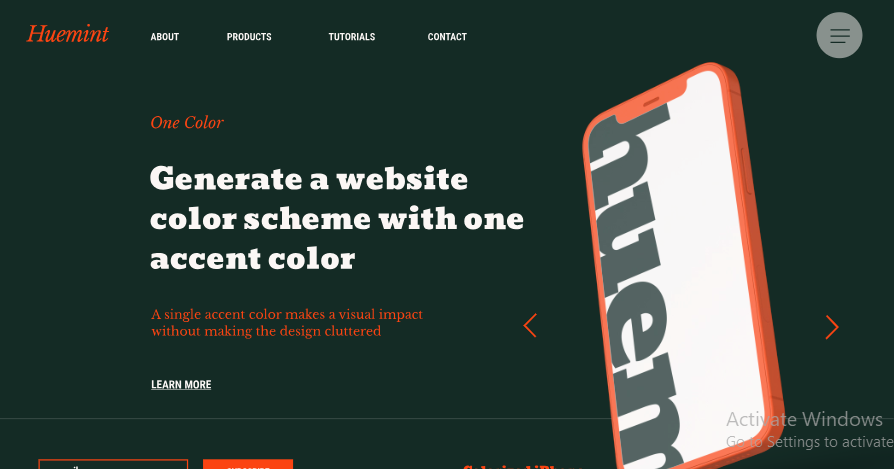 Huemint
ABOUT
PRODUCTS
TUTORIALS
CONTACT
One Color
Generate a website
color scheme with one
accent color
A single accent color makes a visual impact
without making the design cluttered
LEARN MORE
huem
Activate Windows
Go to Settings to activate